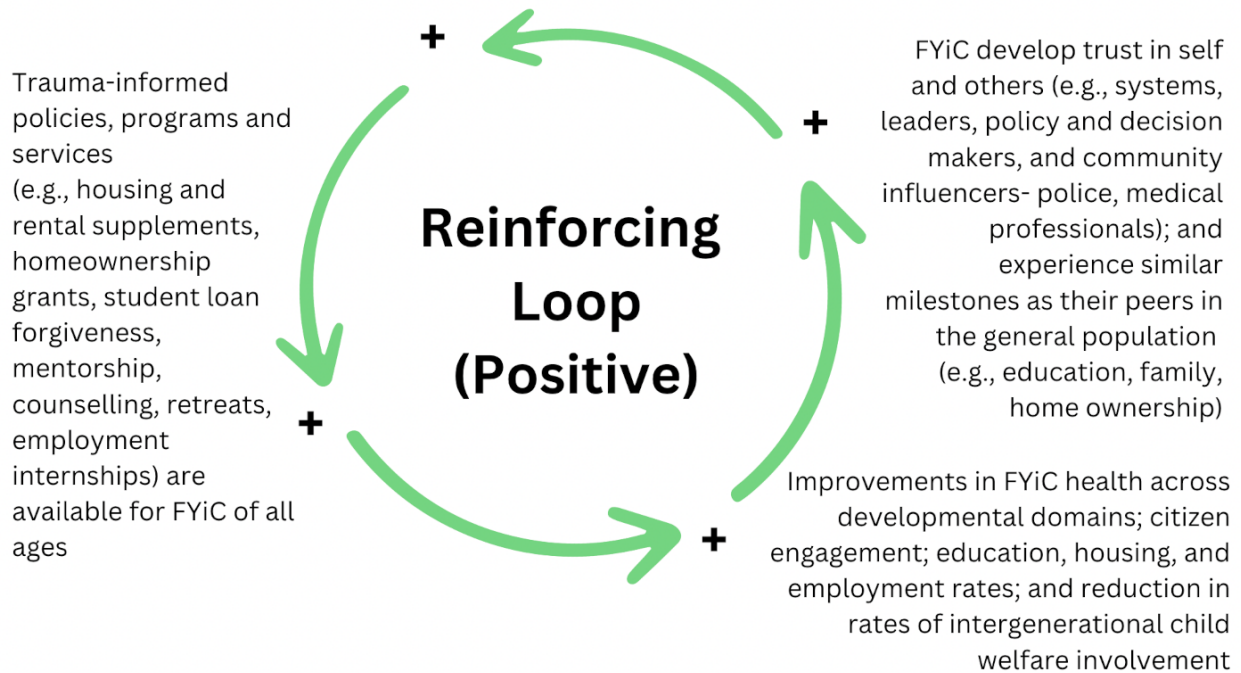 +
Trauma-informed
policies, programs and
services
(e.g., housing and
rental supplements,
homeownership
grants, student loan
forgiveness,
mentorship,
counselling, retreats,
employment
internships) are
available for FYiC of all
ages
+
Reinforcing
Loop
(Positive)
+
FYiC develop trust in self
and others (e.g., systems,
leaders, policy and decision
makers, and community
influencers- police, medical
professionals); and
experience similar
milestones as their peers in
the general population
(e.g., education, family,
home ownership)
+
Improvements in FYiC health across
developmental domains; citizen
engagement; education, housing, and
employment rates; and reduction in
rates of intergenerational child
welfare involvement